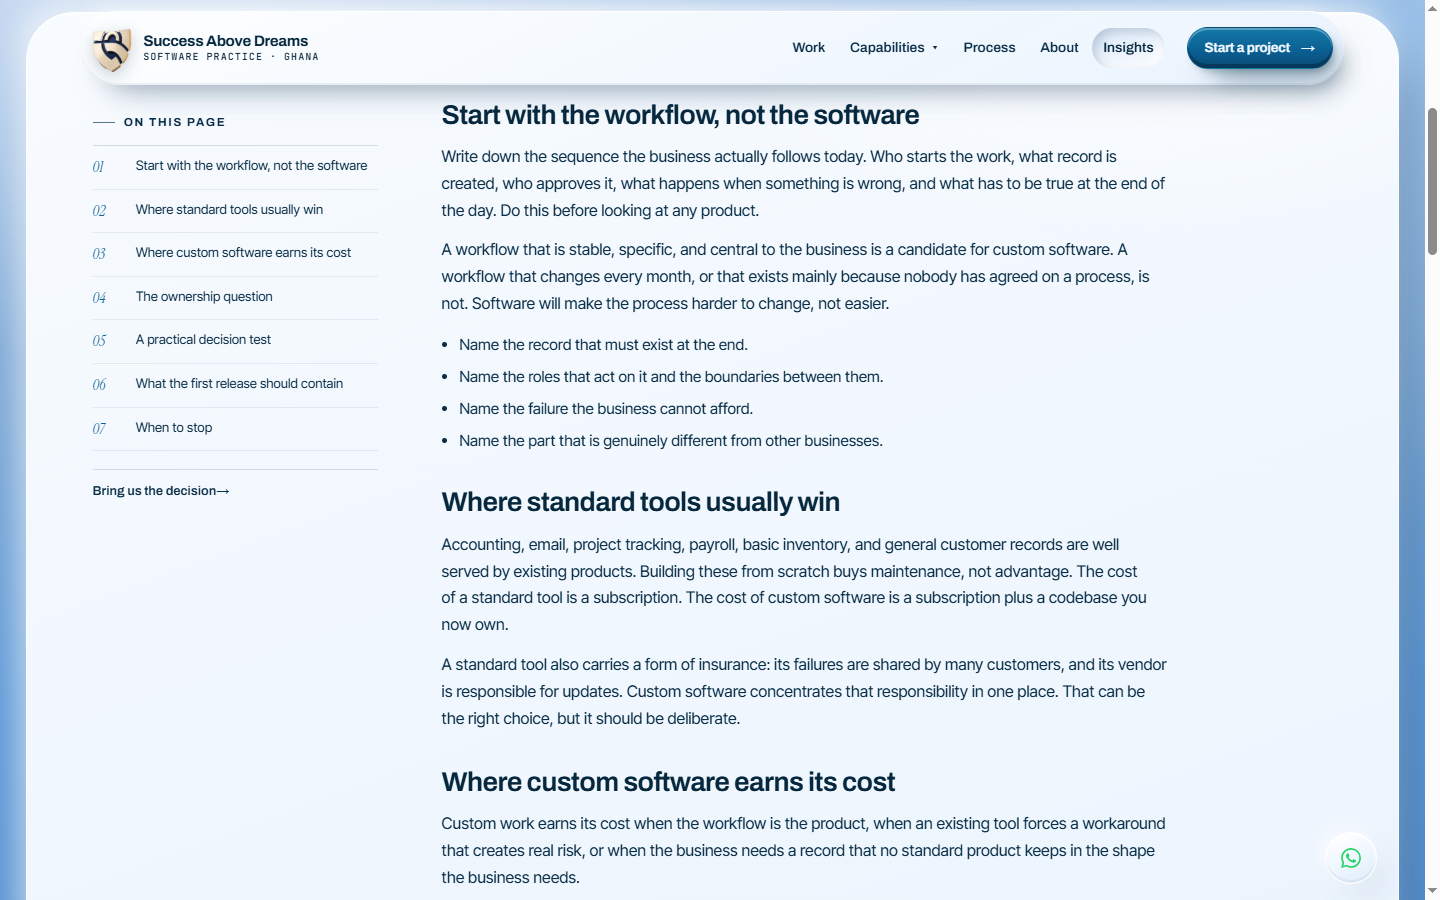 Success Above Dreams
SOFTWARE PRACTICE · GHANA
Work
Capabilities
Process
About
Insights
Start a project →
ON THIS PAGE
01 Start with the workflow, not the software
02 Where standard tools usually win
03 Where custom software earns its cost
04 The ownership question
05 A practical decision test
06 What the first release should contain
07 When to stop
Bring us the decision→
Start with the workflow, not the software
Write down the sequence the business actually follows today. Who starts the work, what record is
created, who approves it, what happens when something is wrong, and what has to be true at the end of
the day. Do this before looking at any product.
A workflow that is stable, specific, and central to the business is a candidate for custom software. A
workflow that changes every month, or that exists mainly because nobody has agreed on a process, is
not. Software will make the process harder to change, not easier.
• Name the record that must exist at the end.
• Name the roles that act on it and the boundaries between them.
• Name the failure the business cannot afford.
• Name the part that is genuinely different from other businesses.
Where standard tools usually win
Accounting, email, project tracking, payroll, basic inventory, and general customer records are well
served by existing products. Building these from scratch buys maintenance, not advantage. The cost
of a standard tool is a subscription. The cost of custom software is a subscription plus a codebase you
now own.
A standard tool also carries a form of insurance: its failures are shared by many customers, and its vendor
is responsible for updates. Custom software concentrates that responsibility in one place. That can be
the right choice, but it should be deliberate.
Where custom software earns its cost
Custom work earns its cost when the workflow is the product, when an existing tool forces a workaround
that creates real risk, or when the business needs a record that no standard product keeps in the shape
the business needs.